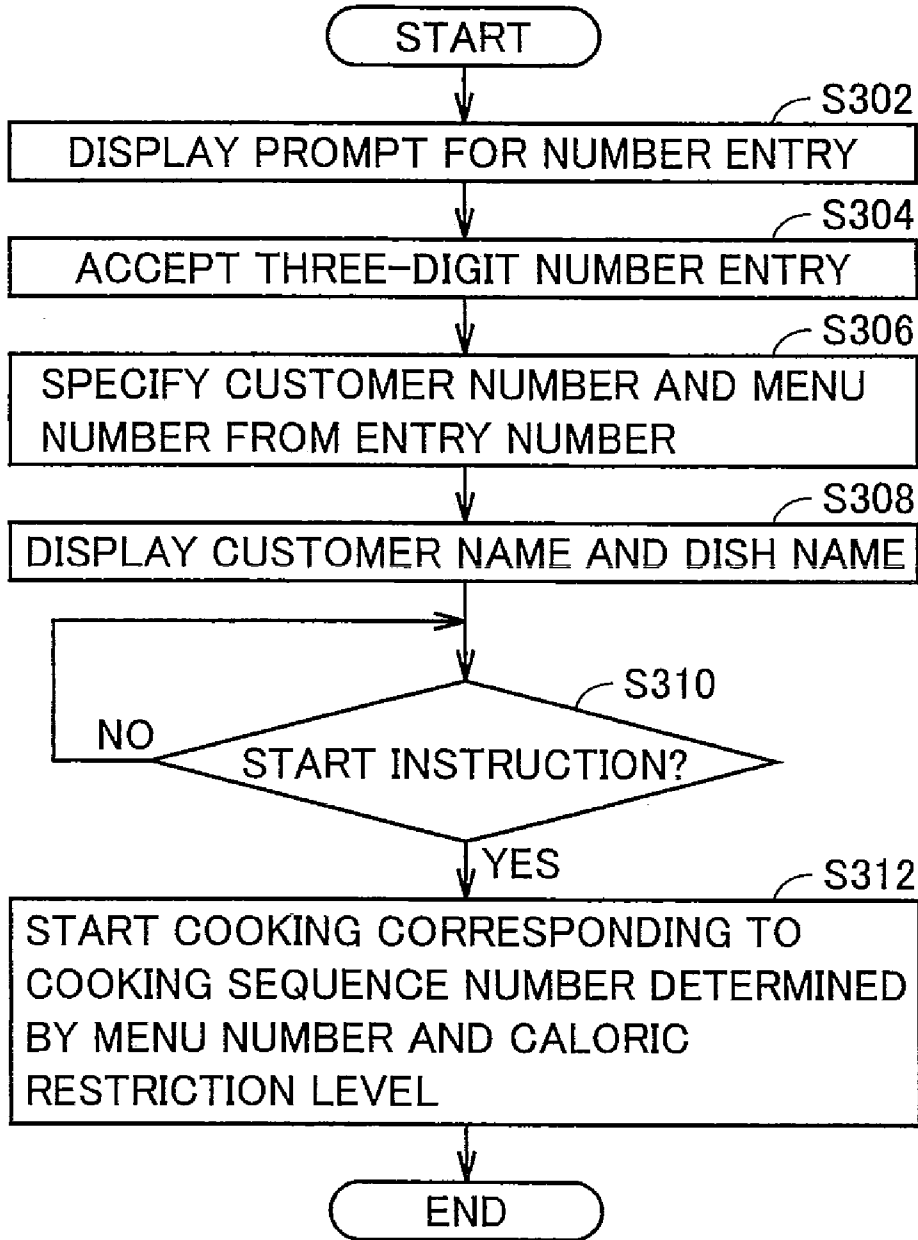 START
S302
DISPLAY PROMPT FOR NUMBER ENTRY
S304
ACCEPT THREE-DIGIT NUMBER ENTRY
S306
SPECIFY CUSTOMER NUMBER AND MENU
NUMBER FROM ENTRY NUMBER
S308
DISPLAY CUSTOMER NAME AND DISH NAME
S310
NO
START INSTRUCTION?
YES
S312
START COOKING CORRESPONDING TO
COOKING SEQUENCE NUMBER DETERMINED
BY MENU NUMBER AND CALORIC
RESTRICTION LEVEL
END